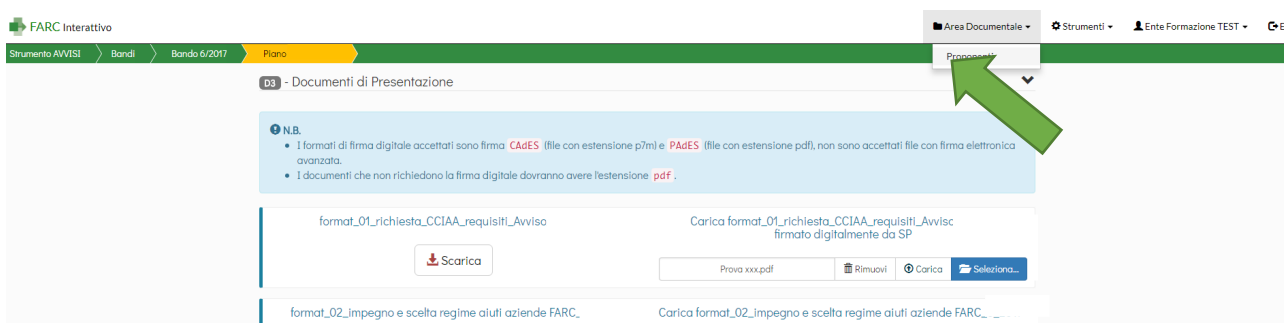 FARC Interattivo
Area Documentale
Strumenti
Ente Formazione TEST
Strumento AVVISI
Bandi
Bando 6/2017
Piano
D3 - Documenti di Presentazione
N.B.
I formati di firma digitale accettati sono firma CAdES (file con estensione p7m) e PAdES (file con estensione pdf), non sono accettati file con firma elettronica
avanzata.
I documenti che non richiedono la firma digitale dovranno avere l'estensione pdf.
format_01_richiesta_CCIAA_requisiti_Avviso
Carica format_01_richiesta_CCIAA_requisiti_Avviso
firmato digitalmente da SP
Scarica
Prova xxx.pdf
Rimuovi
Carica
Seleziona...
format_02_impegno e scelta regime aiuti aziende FARC_
Carica format_02_impegno e scelta regime aiuti aziende FARC_